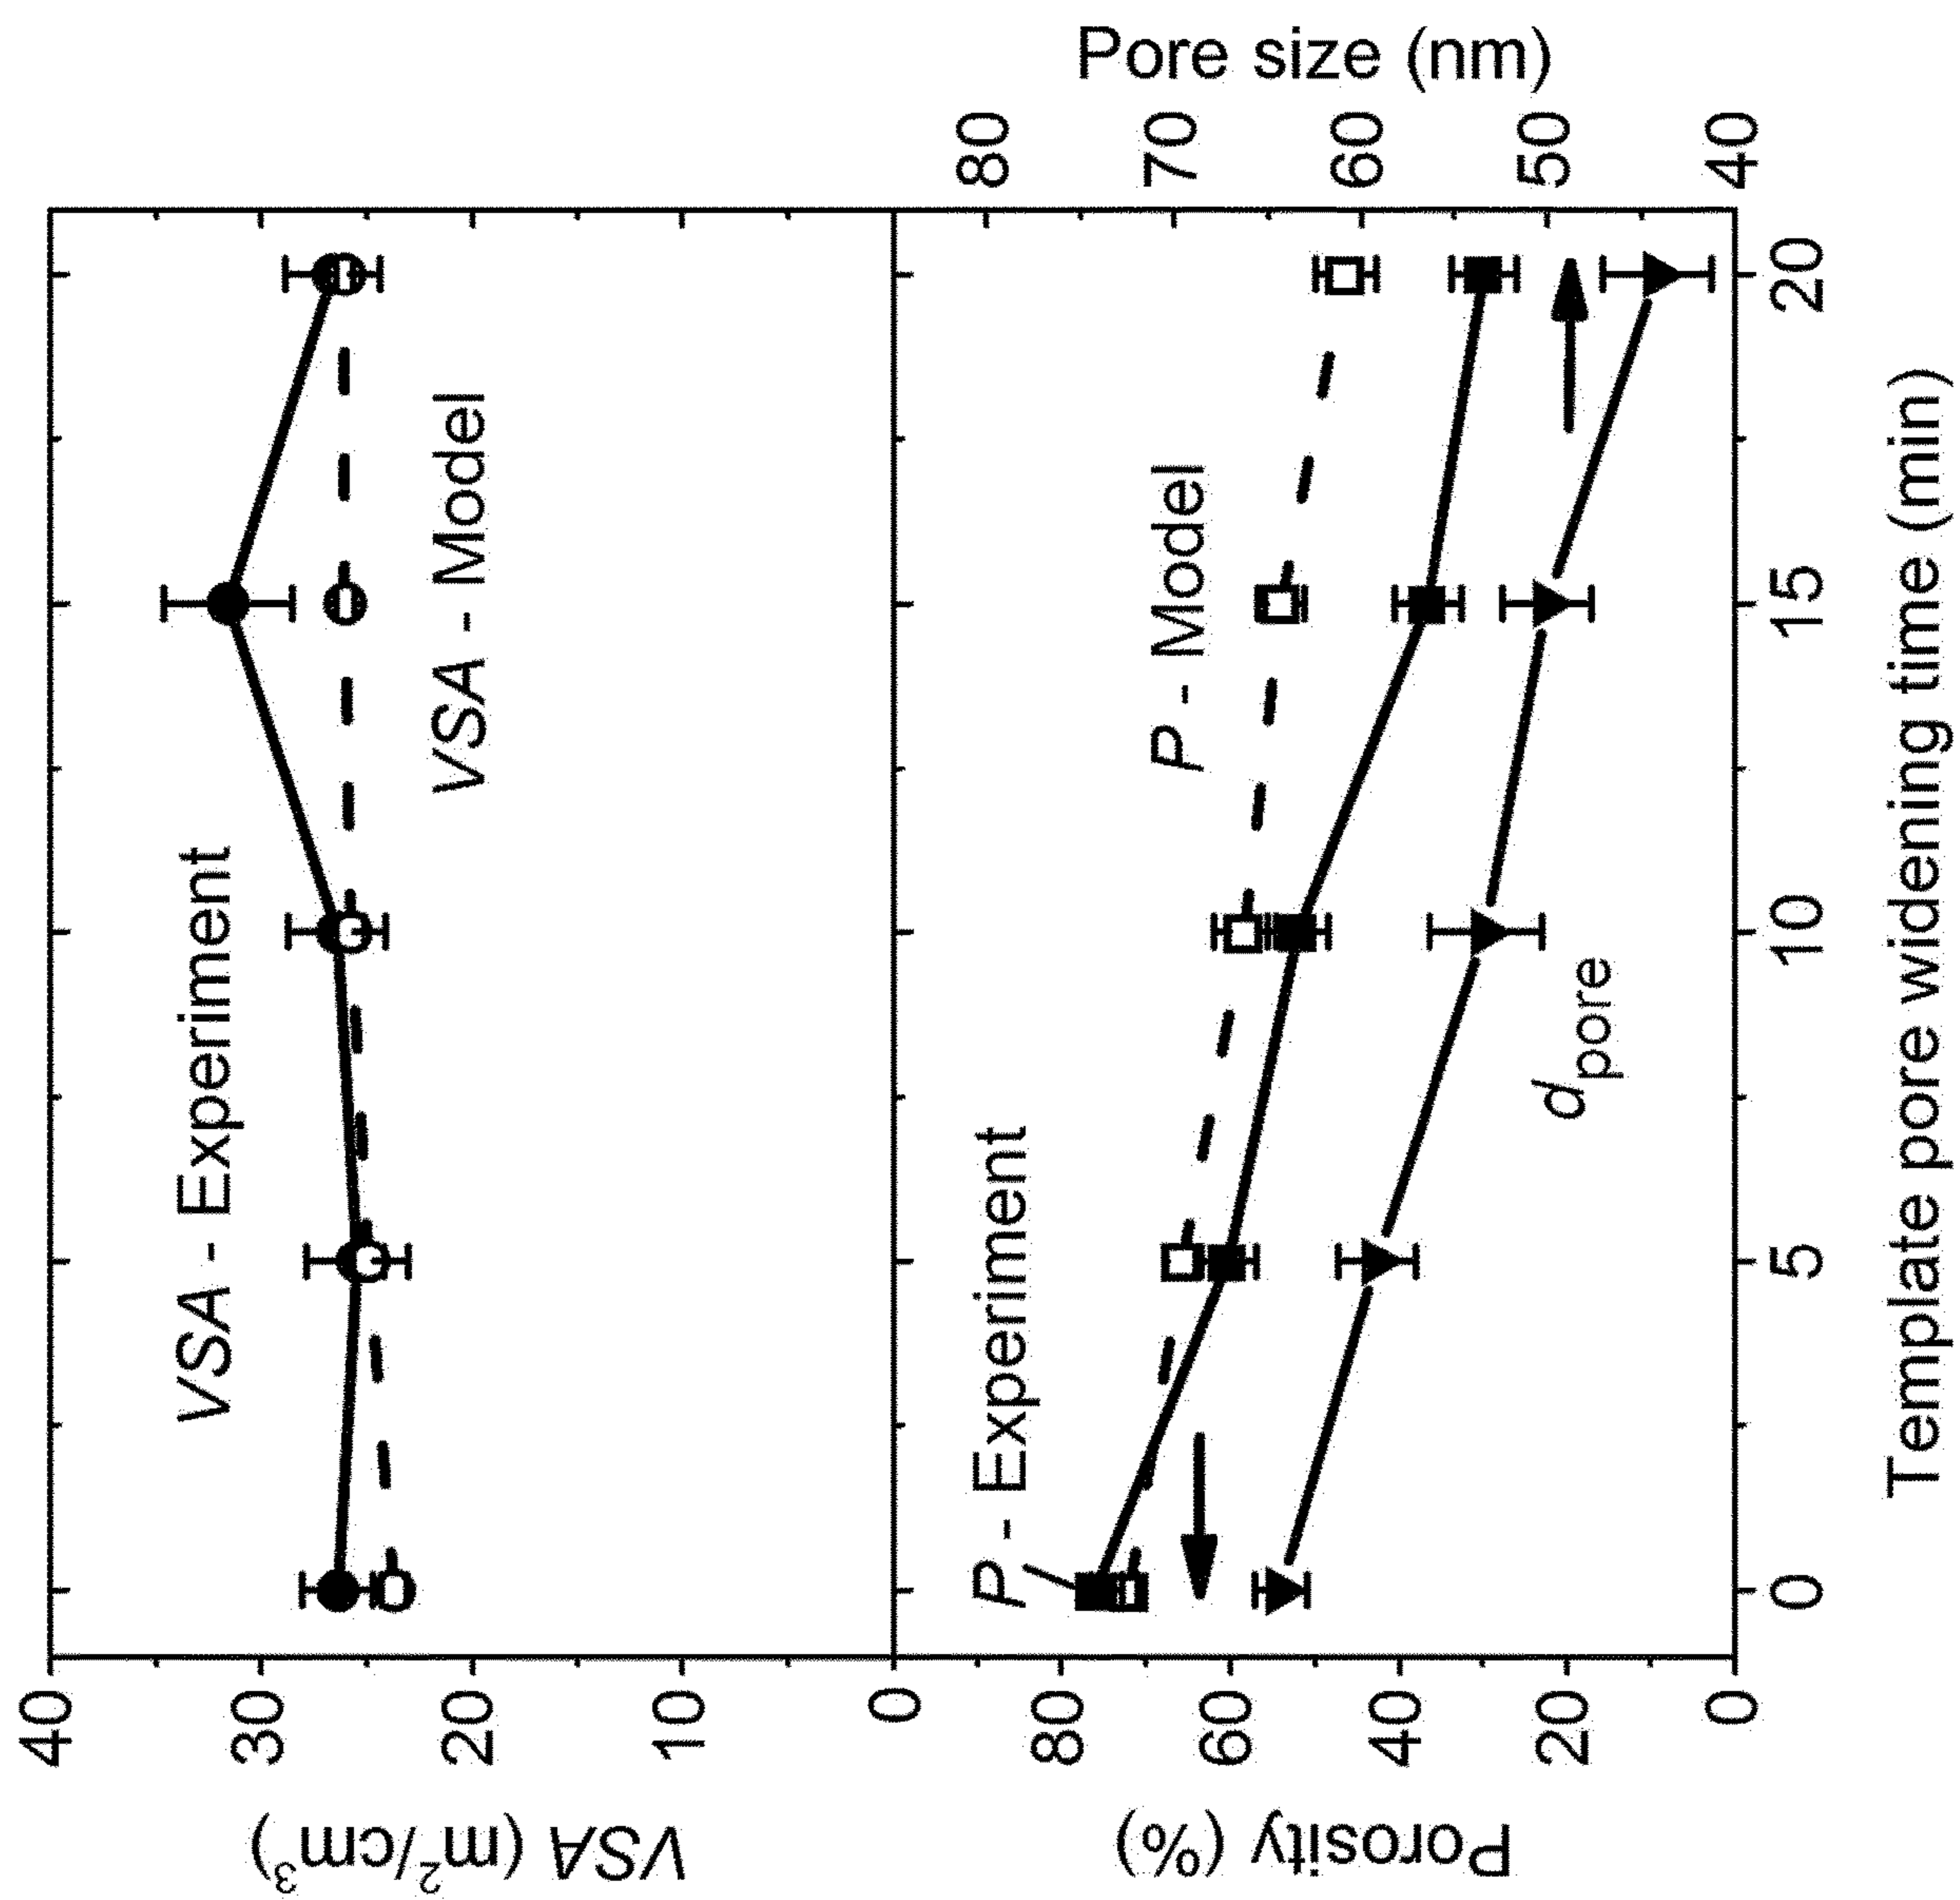 40
30
20
10
0
VSA (m²/cm³)
VSA - Experiment
VSA - Model
80
60
40
20
0
Porosity (%)
P - Experiment
P - Model
d pore
80
70
60
50
40
Pore size (nm)
0
5
10
15
20
Template pore widening time (min)